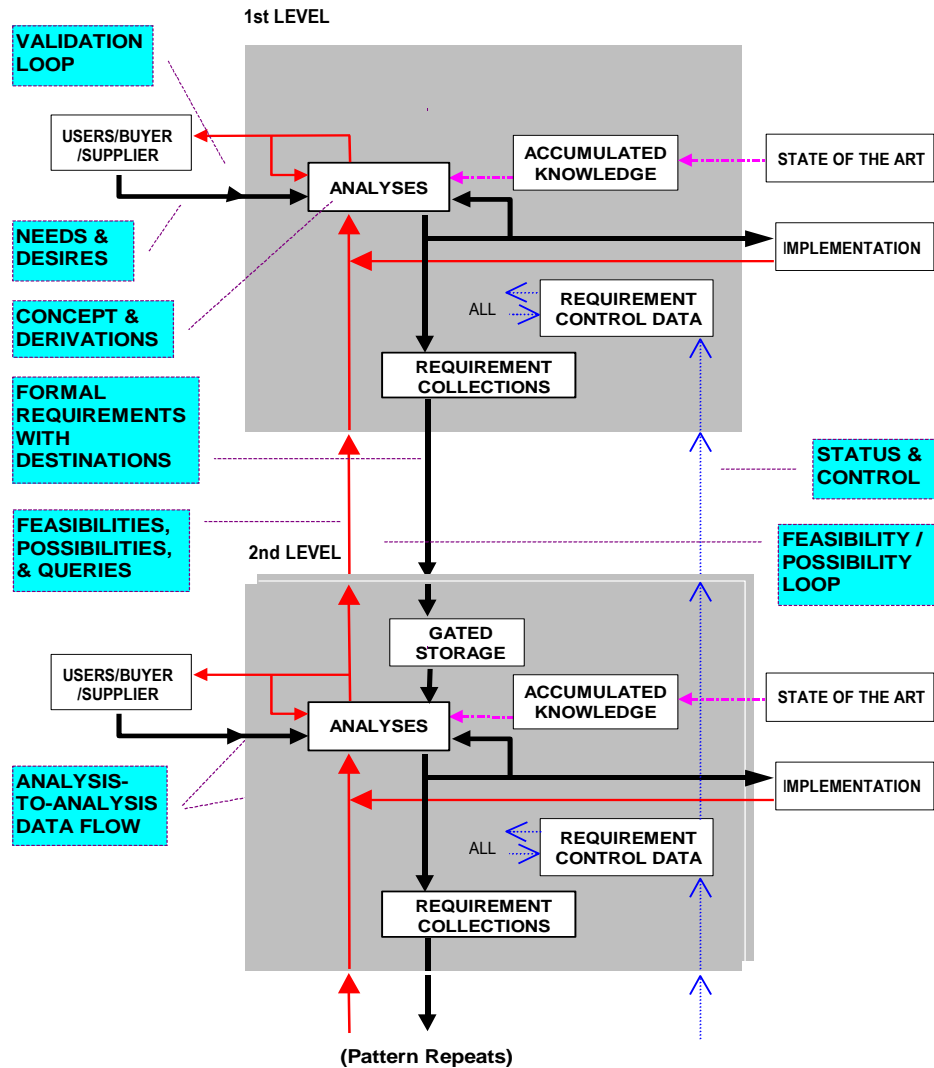 1st LEVEL
VALIDATION
LOOP
USERS/BUYER
/SUPPLIER
ACCUMULATED
KNOWLEDGE
STATE OF THE ART
ANALYSES
NEEDS &
DESIRES
IMPLEMENTATION
CONCEPT &
DERIVATIONS
ALL
REQUIREMENT
CONTROL DATA
REQUIREMENT
COLLECTIONS
FORMAL
REQUIREMENTS
WITH
DESTINATIONS
STATUS &
CONTROL
FEASIBILITIES,
POSSIBILITIES,
& QUERIES
FEASIBILITY /
POSSIBILITY
LOOP
2nd LEVEL
GATED
STORAGE
USERS/BUYER
/SUPPLIER
ACCUMULATED
KNOWLEDGE
STATE OF THE ART
ANALYSES
ANALYSIS-
TO-ANALYSIS
DATA FLOW
IMPLEMENTATION
ALL
REQUIREMENT
CONTROL DATA
REQUIREMENT
COLLECTIONS
(Pattern Repeats)